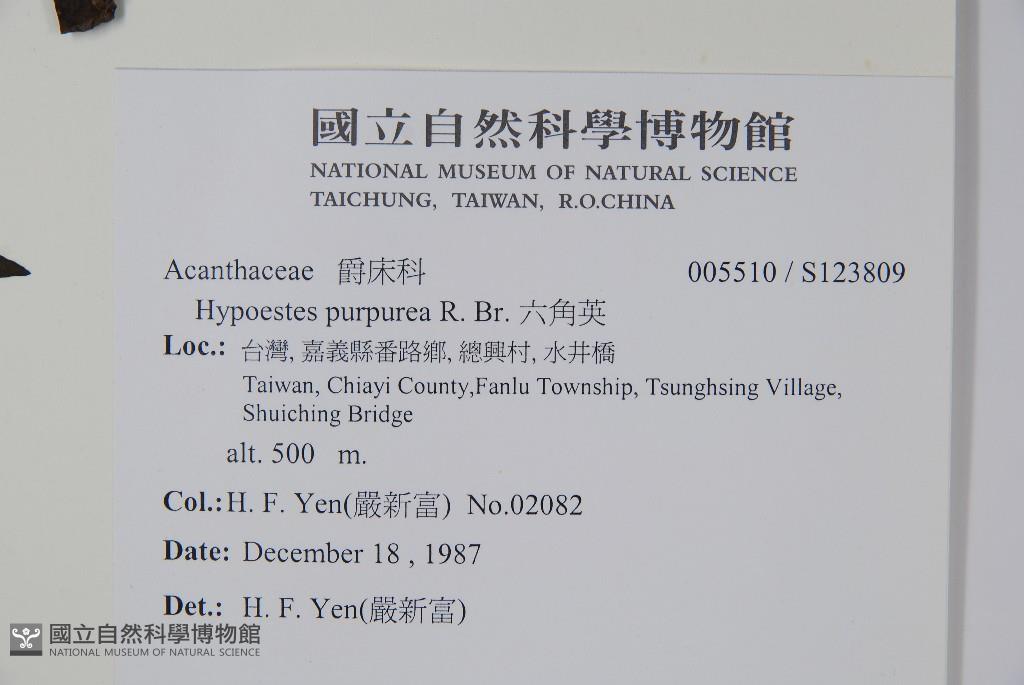 國立自然科學博物館
NATIONAL MUSEUM OF NATURAL SCIENCE
TAICHUNG, TAIWAN, R.O.CHINA
Acanthaceae 爵床科 005510 / S123809
Hypoestes purpurea R. Br. 六角英
Loc.: 台灣, 嘉義縣番路鄉, 總興村, 水井橋
Taiwan, Chiayi County,Fanlu Township, Tsunghsing Village,
Shuiching Bridge
alt. 500 m.
Col.: H. F. Yen(嚴新富) No.02082
Date: December 18 , 1987
Det.: H. F. Yen(嚴新富)
國立自然科學博物館
NATIONAL MUSEUM OF NATURAL SCIENCE